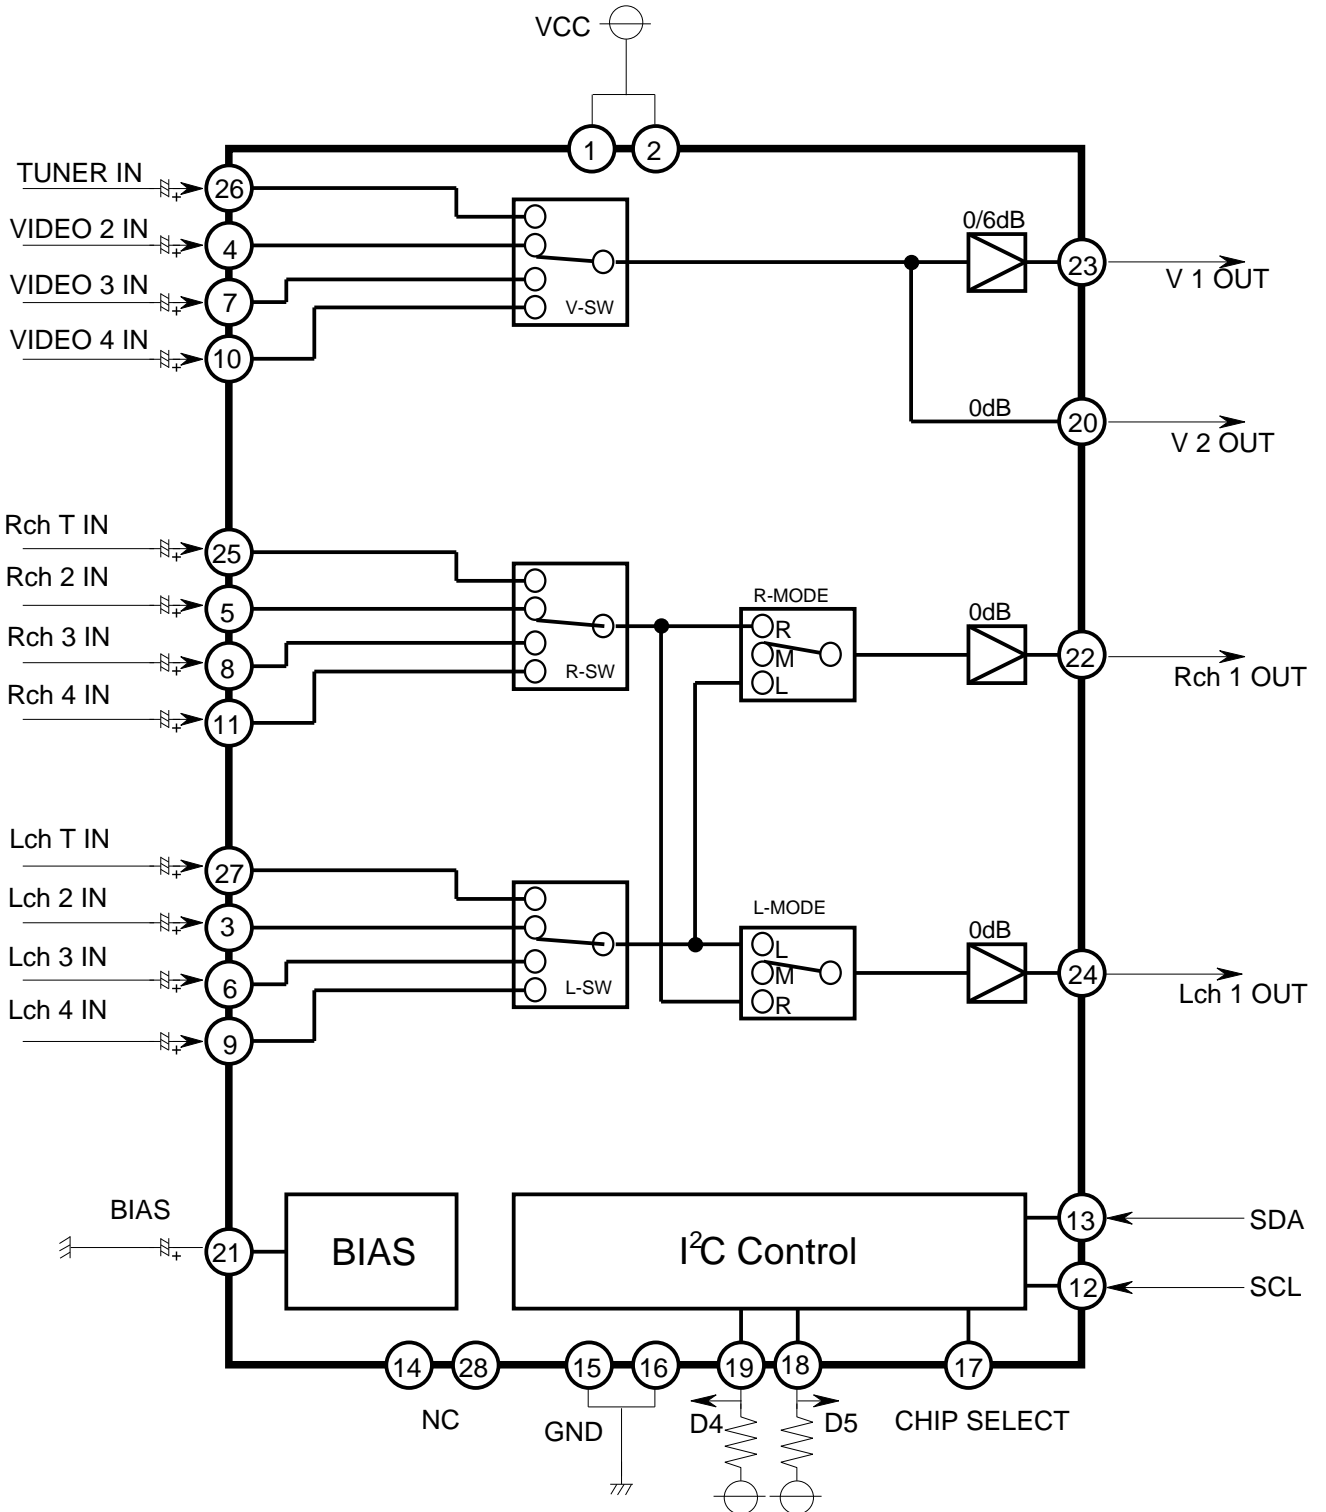 VCC
1
2
TUNER IN
26
VIDEO 2 IN
4
VIDEO 3 IN
7
VIDEO 4 IN
10
V-SW
0/6dB
23
V 1 OUT
0dB
20
V 2 OUT
Rch T IN
25
Rch 2 IN
5
Rch 3 IN
8
Rch 4 IN
11
R-SW
R-MODE
R
M
L
0dB
22
Rch 1 OUT
Lch T IN
27
Lch 2 IN
3
Lch 3 IN
6
Lch 4 IN
9
L-SW
L-MODE
L
M
R
0dB
24
Lch 1 OUT
BIAS
21
BIAS
I²C Control
13
SDA
12
SCL
14
28
15
16
19
18
17
NC
GND
D4
D5
CHIP SELECT